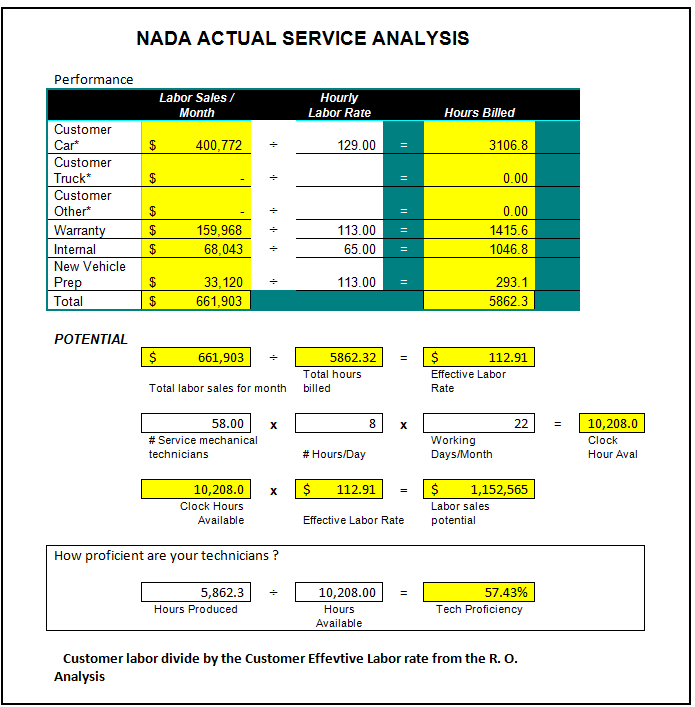 NADA ACTUAL SERVICE ANALYSIS
Performance
Labor Sales / Month Hourly Labor Rate Hours Billed
Customer Car* $ 400,772 ÷ 129.00 = 3106.8
Customer Truck* $ - ÷ = 0.00
Customer Other* $ - ÷ = 0.00
Warranty $ 159,968 ÷ 113.00 = 1415.6
Internal $ 68,043 ÷ 65.00 = 1046.8
New Vehicle Prep $ 33,120 ÷ 113.00 = 293.1
Total $ 661,903 5862.3
POTENTIAL
$ 661,903 ÷ 5862.32 = $ 112.91
Total labor sales for month Total hours billed Effective Labor Rate
58.00 x 8 x 22 = 10,208.0
# Service mechanical technicians # Hours/Day Working Days/Month Clock Hour Aval
10,208.0 x $ 112.91 = $ 1,152,565
Clock Hours Available Effective Labor Rate Labor sales potential
How proficient are your technicians ?
5,862.3 ÷ 10,208.00 = 57.43%
Hours Produced Hours Available Tech Proficiency
Customer labor divide by the Customer Effevtive Labor rate from the R. O.
Analysis